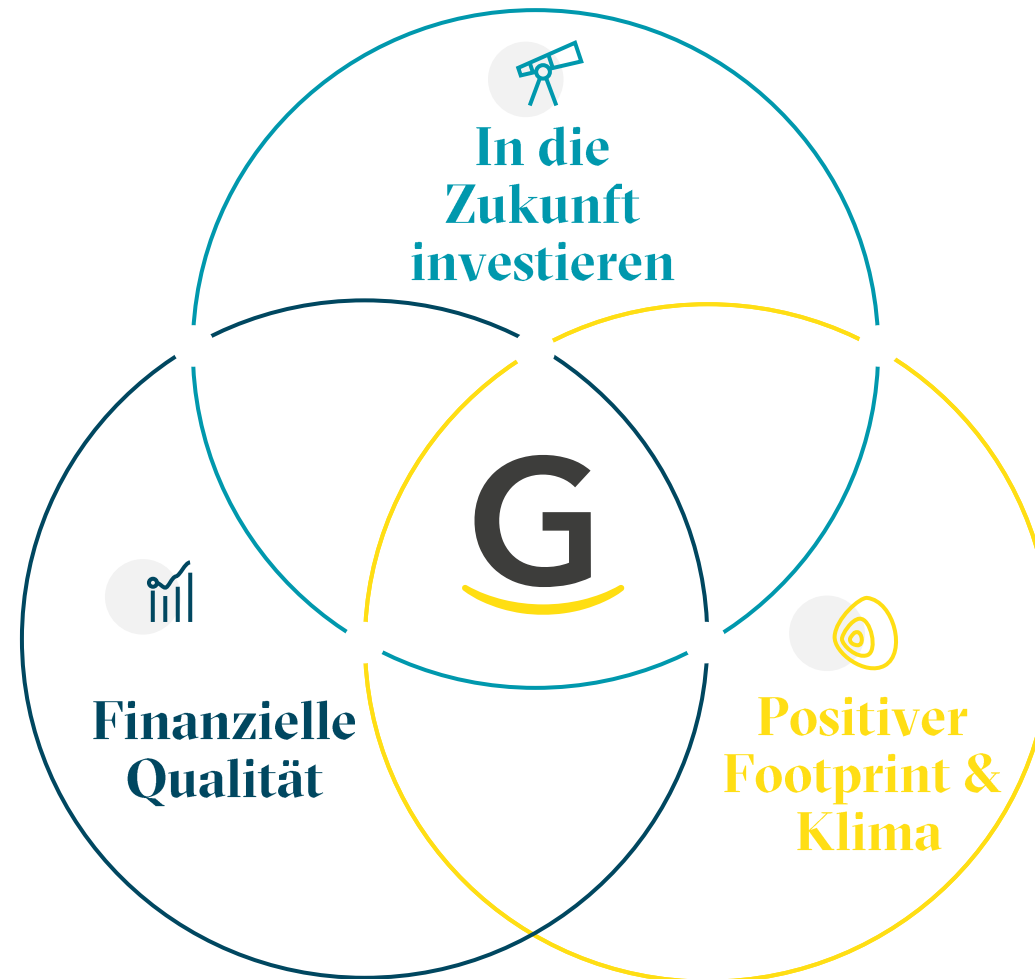 In die
Zukunft
investieren
G
Finanzielle
Qualität
Positiver
Footprint &
Klima